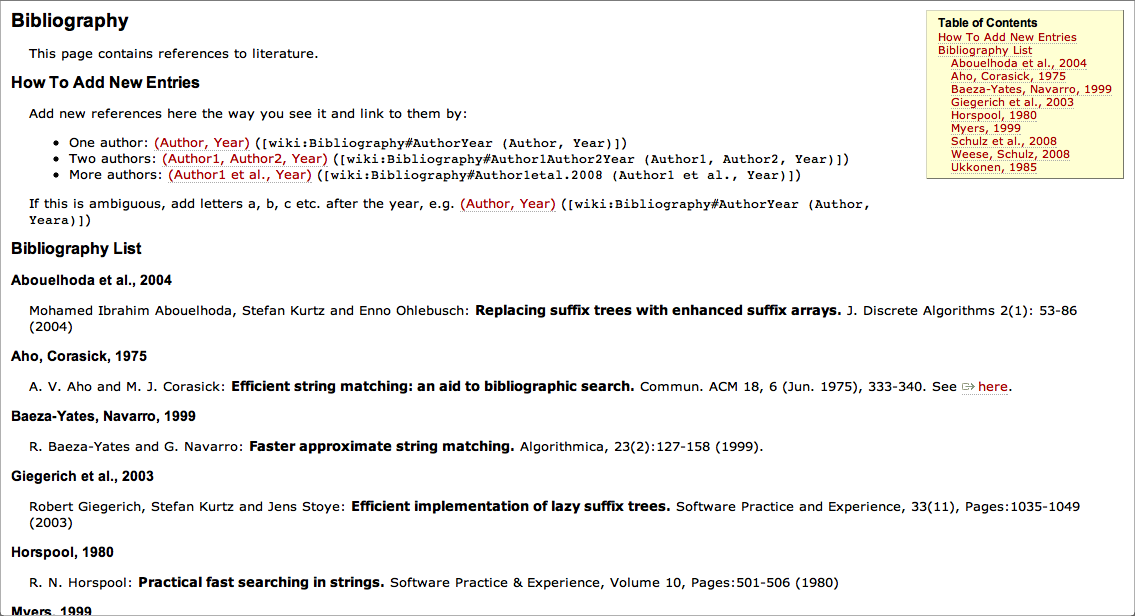 Bibliography
This page contains references to literature.
How To Add New Entries
Add new references here the way you see it and link to them by:
One author: (Author, Year) ([wiki:Bibliography#AuthorYear (Author, Year)])
Two authors: (Author1, Author2, Year) ([wiki:Bibliography#Author1Author2Year (Author1, Author2, Year)])
More authors: (Author1 et al., Year) ([wiki:Bibliography#Author1etal.2008 (Author1 et al., Year)])
If this is ambiguous, add letters a, b, c etc. after the year, e.g. (Author, Year) ([wiki:Bibliography#AuthorYear (Author,
Yeara)])
Table of Contents
How To Add New Entries
Bibliography List
Abouelhoda et al., 2004
Aho, Corasick, 1975
Baeza-Yates, Navarro, 1999
Giegerich et al., 2003
Horspool, 1980
Myers, 1999
Schulz et al., 2008
Weese, Schulz, 2008
Ukkonen, 1985
Bibliography List
Abouelhoda et al., 2004
Mohamed Ibrahim Abouelhoda, Stefan Kurtz and Enno Ohlebusch: Replacing suffix trees with enhanced suffix arrays. J. Discrete Algorithms 2(1): 53-86
(2004)
Aho, Corasick, 1975
A. V. Aho and M. J. Corasick: Efficient string matching: an aid to bibliographic search. Commun. ACM 18, 6 (Jun. 1975), 333-340. See here.
Baeza-Yates, Navarro, 1999
R. Baeza-Yates and G. Navarro: Faster approximate string matching. Algorithmica, 23(2):127-158 (1999).
Giegerich et al., 2003
Robert Giegerich, Stefan Kurtz and Jens Stoye: Efficient implementation of lazy suffix trees. Software Practice and Experience, 33(11), Pages:1035-1049
(2003)
Horspool, 1980
R. N. Horspool: Practical fast searching in strings. Software Practice & Experience, Volume 10, Pages:501-506 (1980)
Myers, 1999